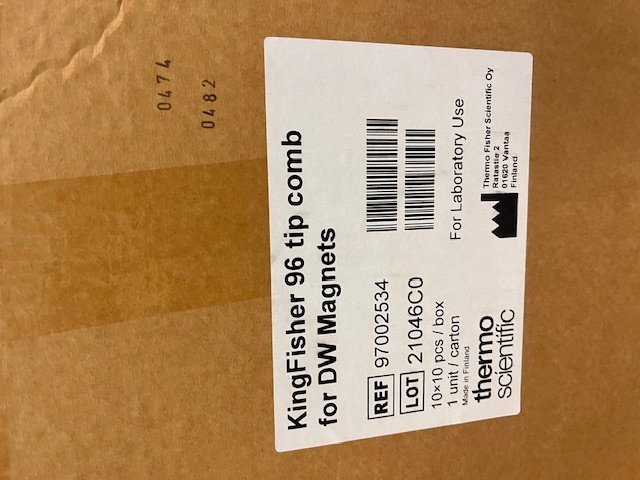 0474
0482
KingFisher 96 tip comb
for DW Magnets
REF 97002534
LOT 21046C0
10×10 pcs / box
1 unit / carton
Made in Finland
thermo
scientific
For Laboratory Use
Thermo Fisher Scientific Oy
Ratastie 2
01620 Vantaa
Finland